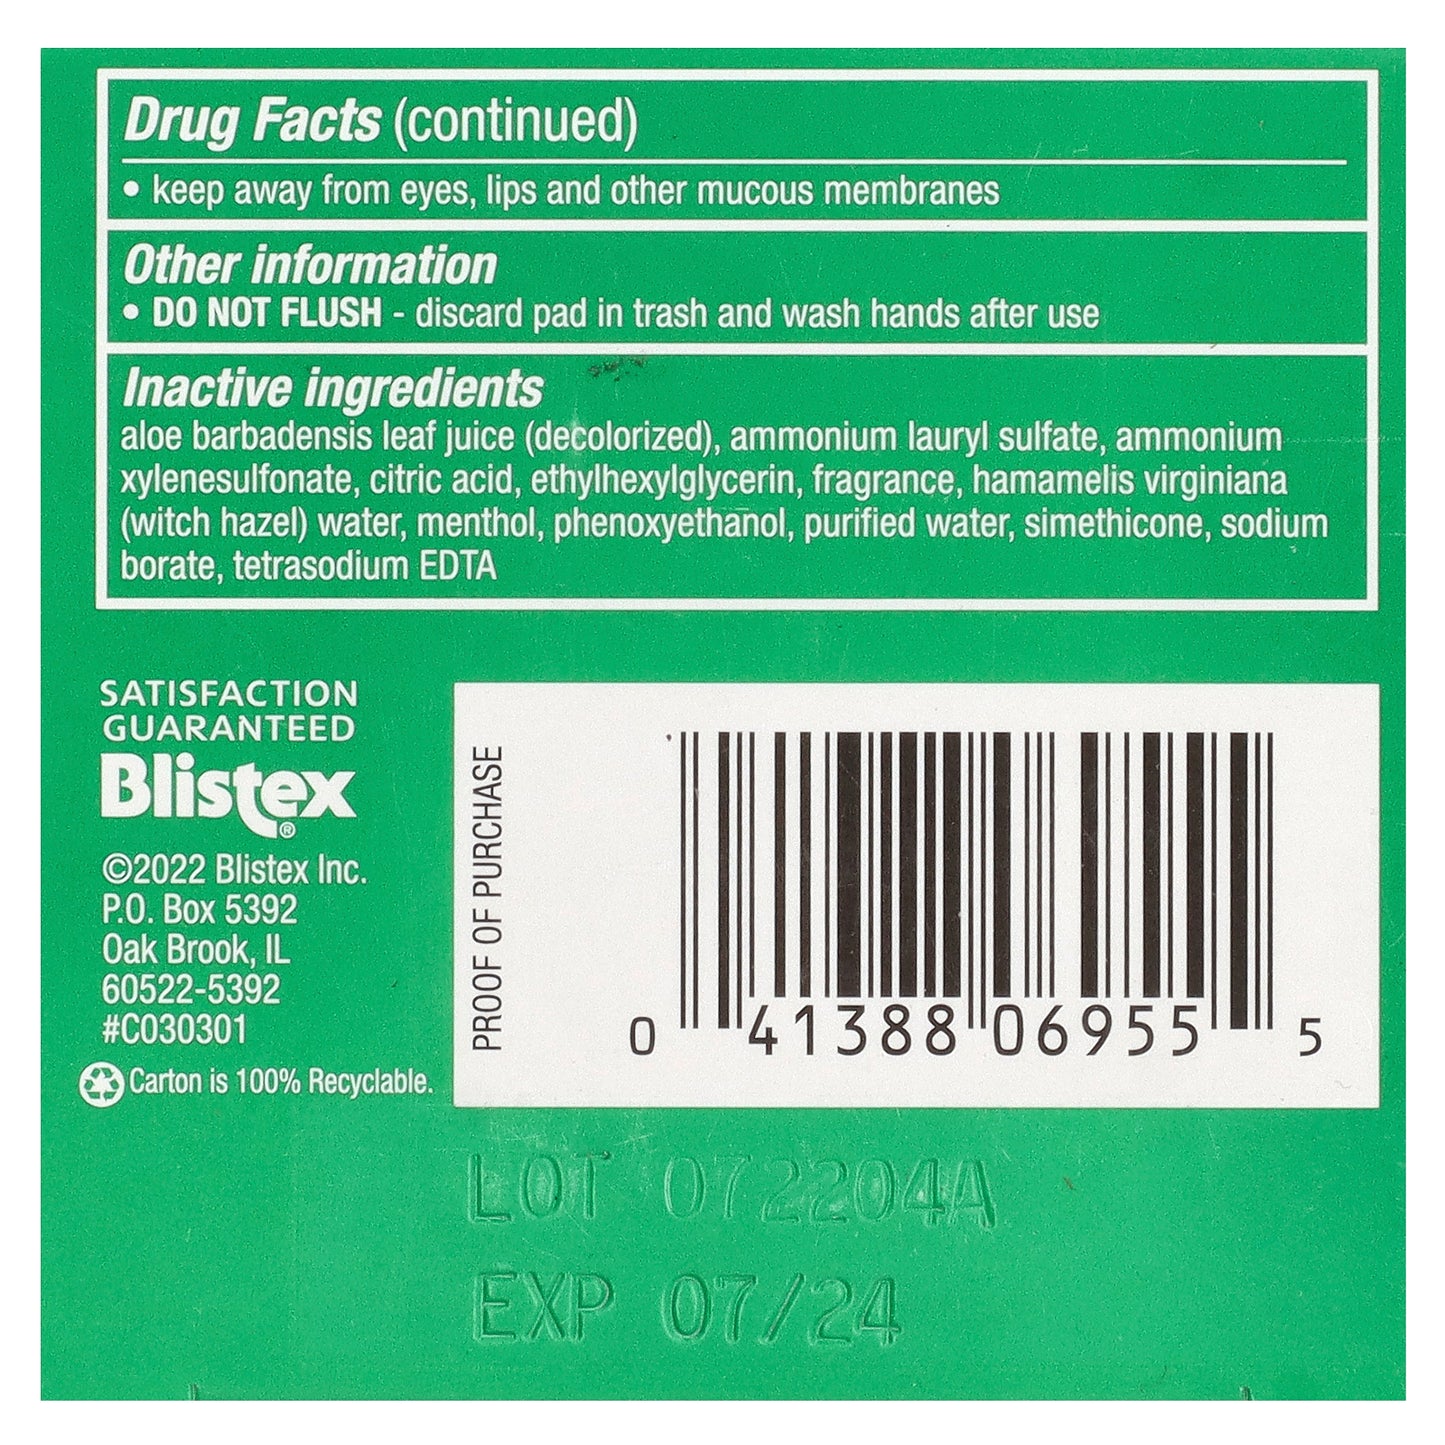 Drug Facts (continued)
• keep away from eyes, lips and other mucous membranes
Other information
• DO NOT FLUSH - discard pad in trash and wash hands after use
Inactive ingredients
aloe barbadensis leaf juice (decolorized), ammonium lauryl sulfate, ammonium
xylenesulfonate, citric acid, ethylhexylglycerin, fragrance, hamamelis virginiana
(witch hazel) water, menthol, phenoxyethanol, purified water, simethicone, sodium
borate, tetrasodium EDTA
SATISFACTION
GUARANTEED
Blistex®
©2022 Blistex Inc.
P.O. Box 5392
Oak Brook, IL
60522-5392
#C030301
Carton is 100% Recyclable.
PROOF OF PURCHASE
0 41388 06955 5
LOT 072204A
EXP 07/24